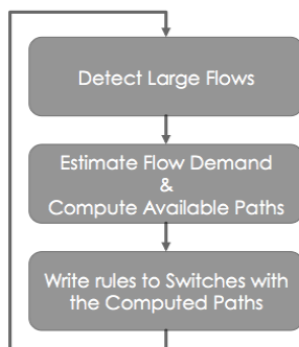 Detect Large Flows
Estimate Flow Demand
&
Compute Available Paths
Write rules to Switches with
the Computed Paths